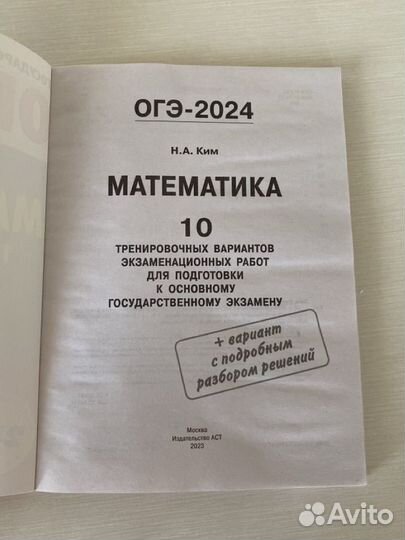 ОГЭ-2024
Н.А. Ким
МАТЕМАТИКА
10
ТРЕНИРОВОЧНЫХ ВАРИАНТОВ
ЭКЗАМЕНАЦИОННЫХ РАБОТ
ДЛЯ ПОДГОТОВКИ
К ОСНОВНОМУ
ГОСУДАРСТВЕННОМУ ЭКЗАМЕНУ
+ вариант
с подробным
разбором решений
Москва
Издательство АСТ
2023
Avito